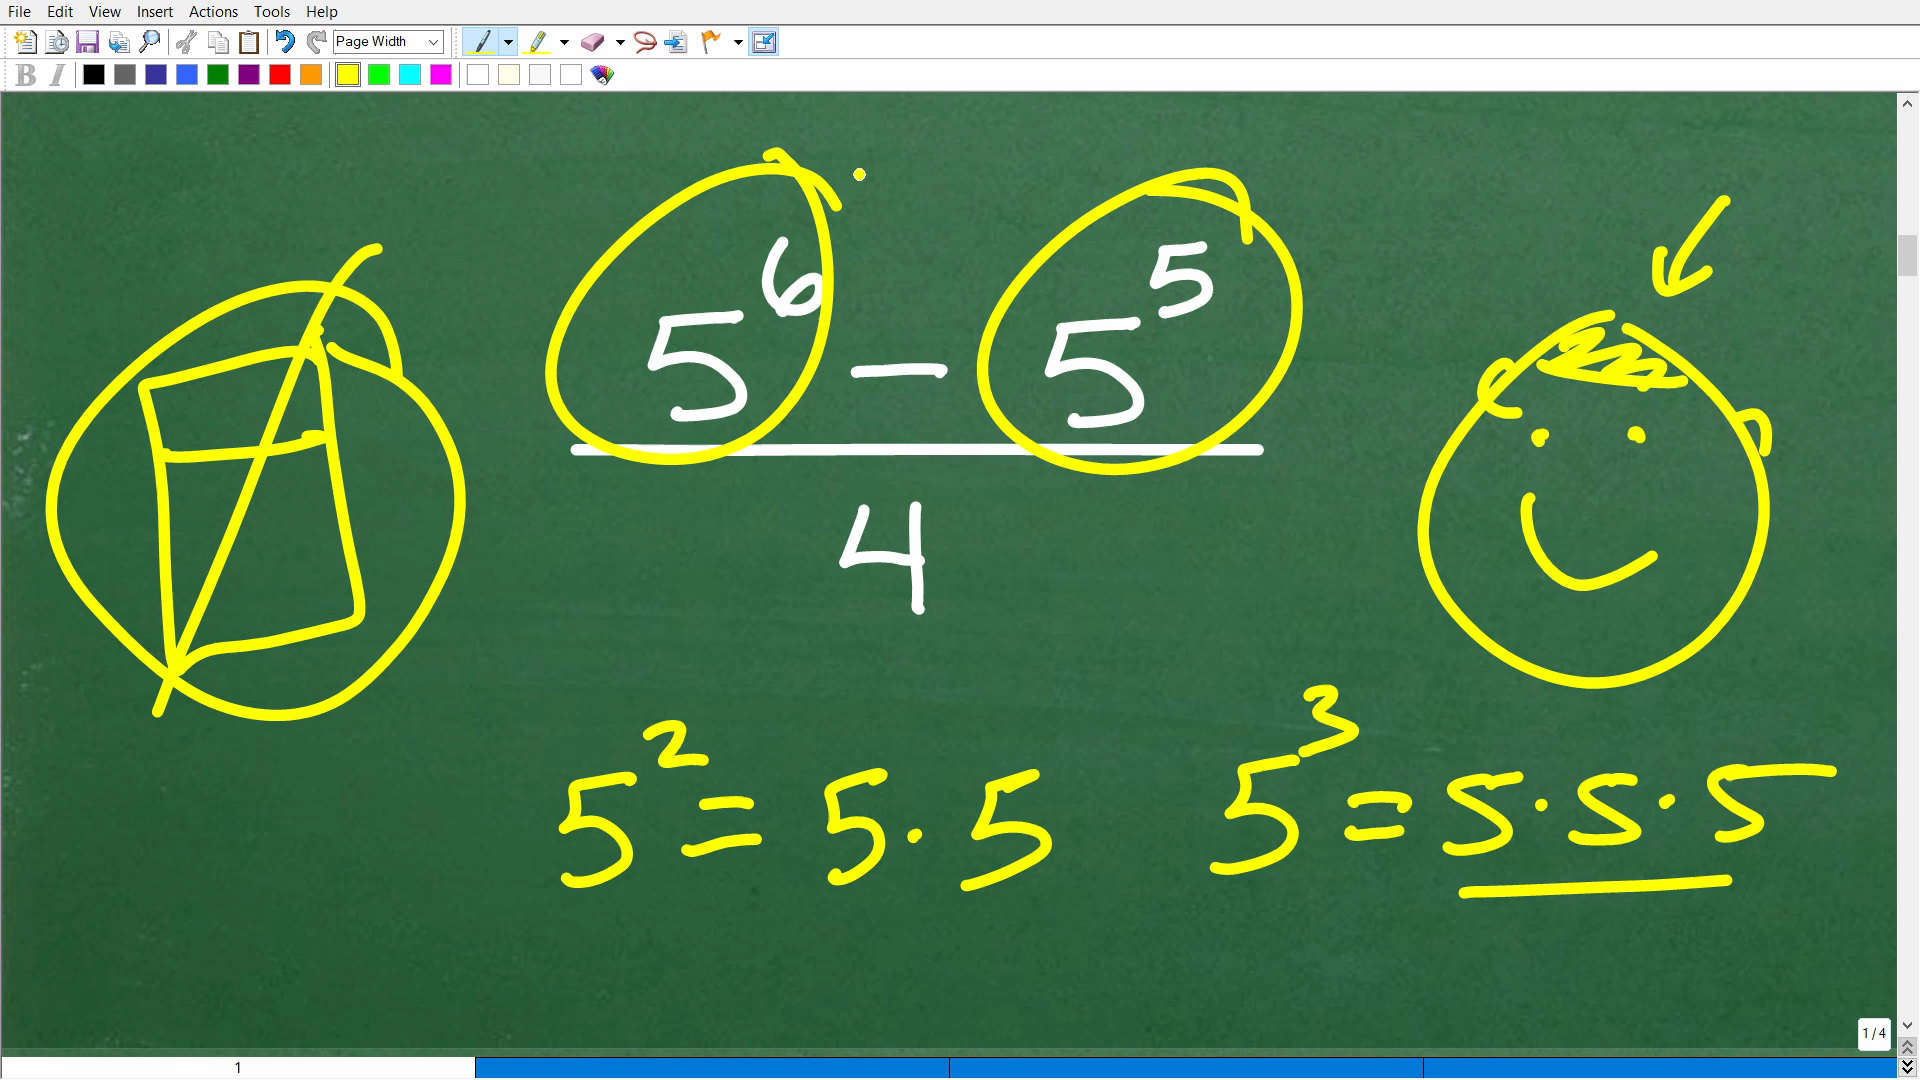 File Edit View Insert Actions Tools Help
Page Width
B I
5⁶ - 5⁵
4
5² = 5 · 5 5³ = 5 · 5 · 5
1 / 4
1